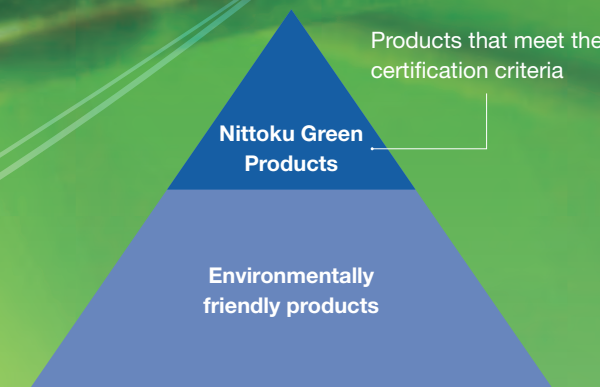 Products that meet the
certification criteria
Nittoku Green
Products
Environmentally
friendly products